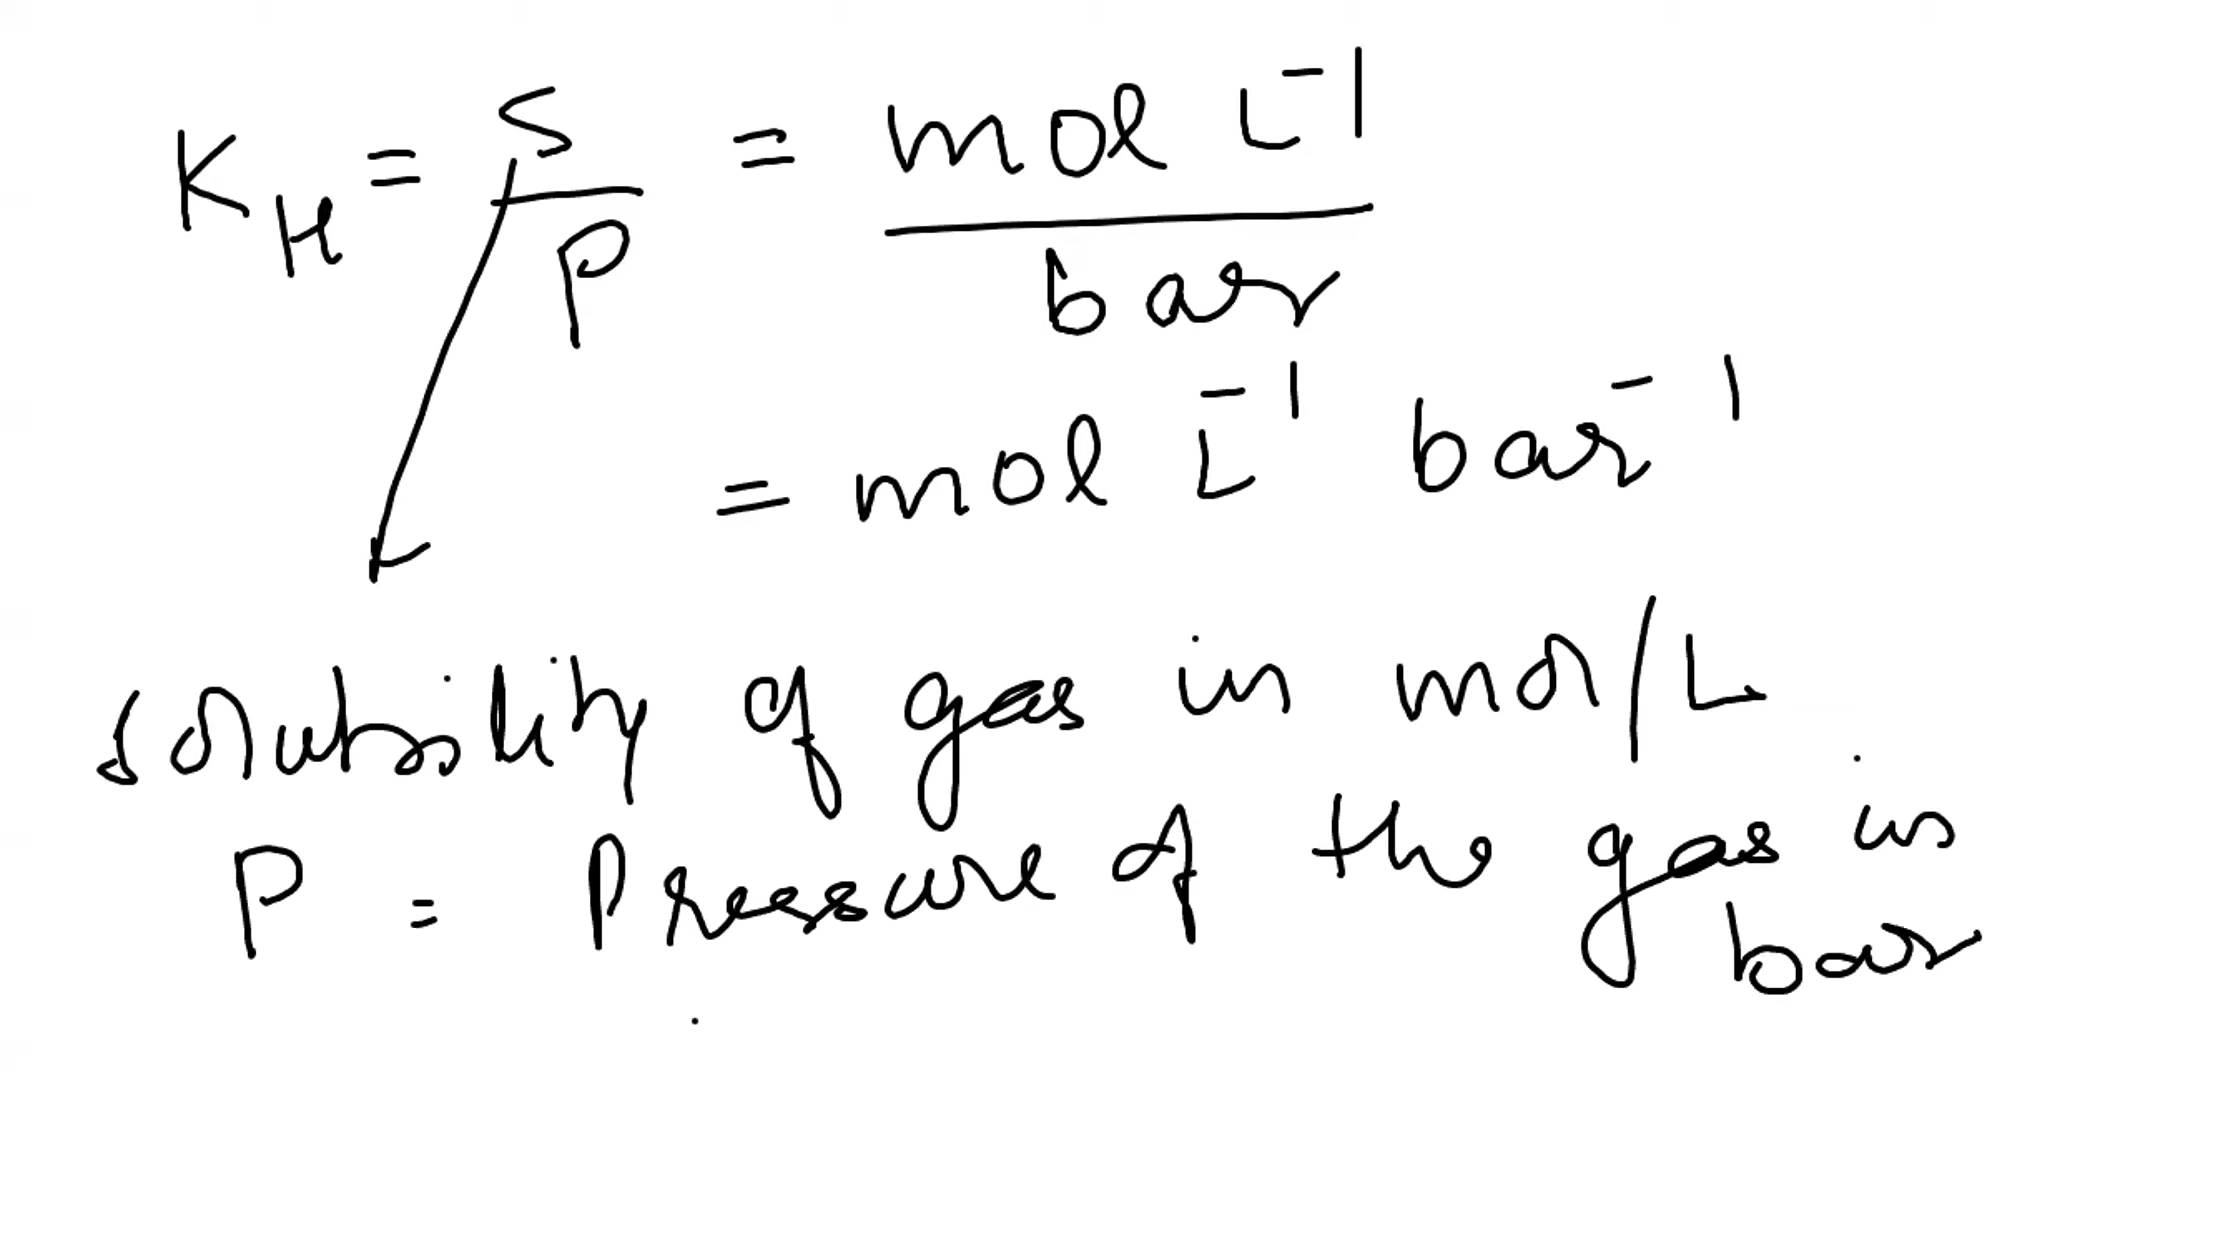 K_H = S/P = mol L⁻¹ / bar
= mol L⁻¹ bar⁻¹
solubility of gas in mol/L
P = Pressure of the gas in
bar